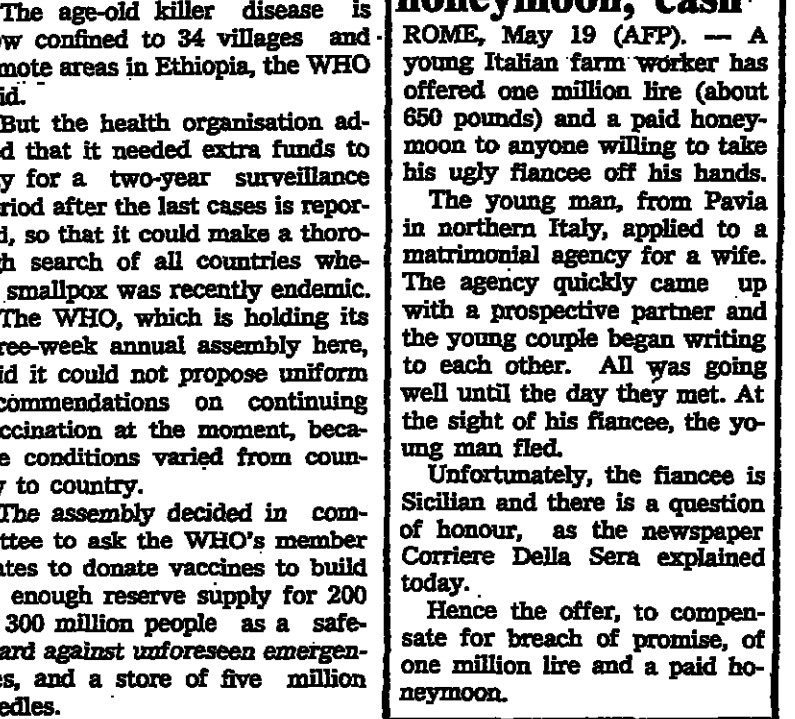 The age-old killer disease is
ow confined to 34 villages and
mote areas in Ethiopia, the WHO
id.
But the health organisation ad-
d that it needed extra funds to
y for a two-year surveillance
riod after the last cases is repor-
d, so that it could make a thoro-
gh search of all countries whe-
smallpox was recently endemic.
The WHO, which is holding its
ree-week annual assembly here,
id it could not propose uniform
commendations on continuing
ccination at the moment, beca-
e conditions varied from coun-
y to country.
The assembly decided in com-
ttee to ask the WHO's member
ates to donate vaccines to build
enough reserve supply for 200
300 million people as a safe-
ard against unforeseen emergen-
es, and a store of five million
edles.
honeymoon, cash
ROME, May 19 (AFP). — A
young Italian farm worker has
offered one million lire (about
650 pounds) and a paid honey-
moon to anyone willing to take
his ugly fiancee off his hands.
The young man, from Pavia
in northern Italy, applied to a
matrimonial agency for a wife.
The agency quickly came up
with a prospective partner and
the young couple began writing
to each other. All was going
well until the day they met. At
the sight of his fiancee, the yo-
ung man fled.
Unfortunately, the fiancee is
Sicilian and there is a question
of honour, as the newspaper
Corriere Della Sera explained
today.
Hence the offer, to compen-
sate for breach of promise, of
one million lire and a paid ho-
neymoon.